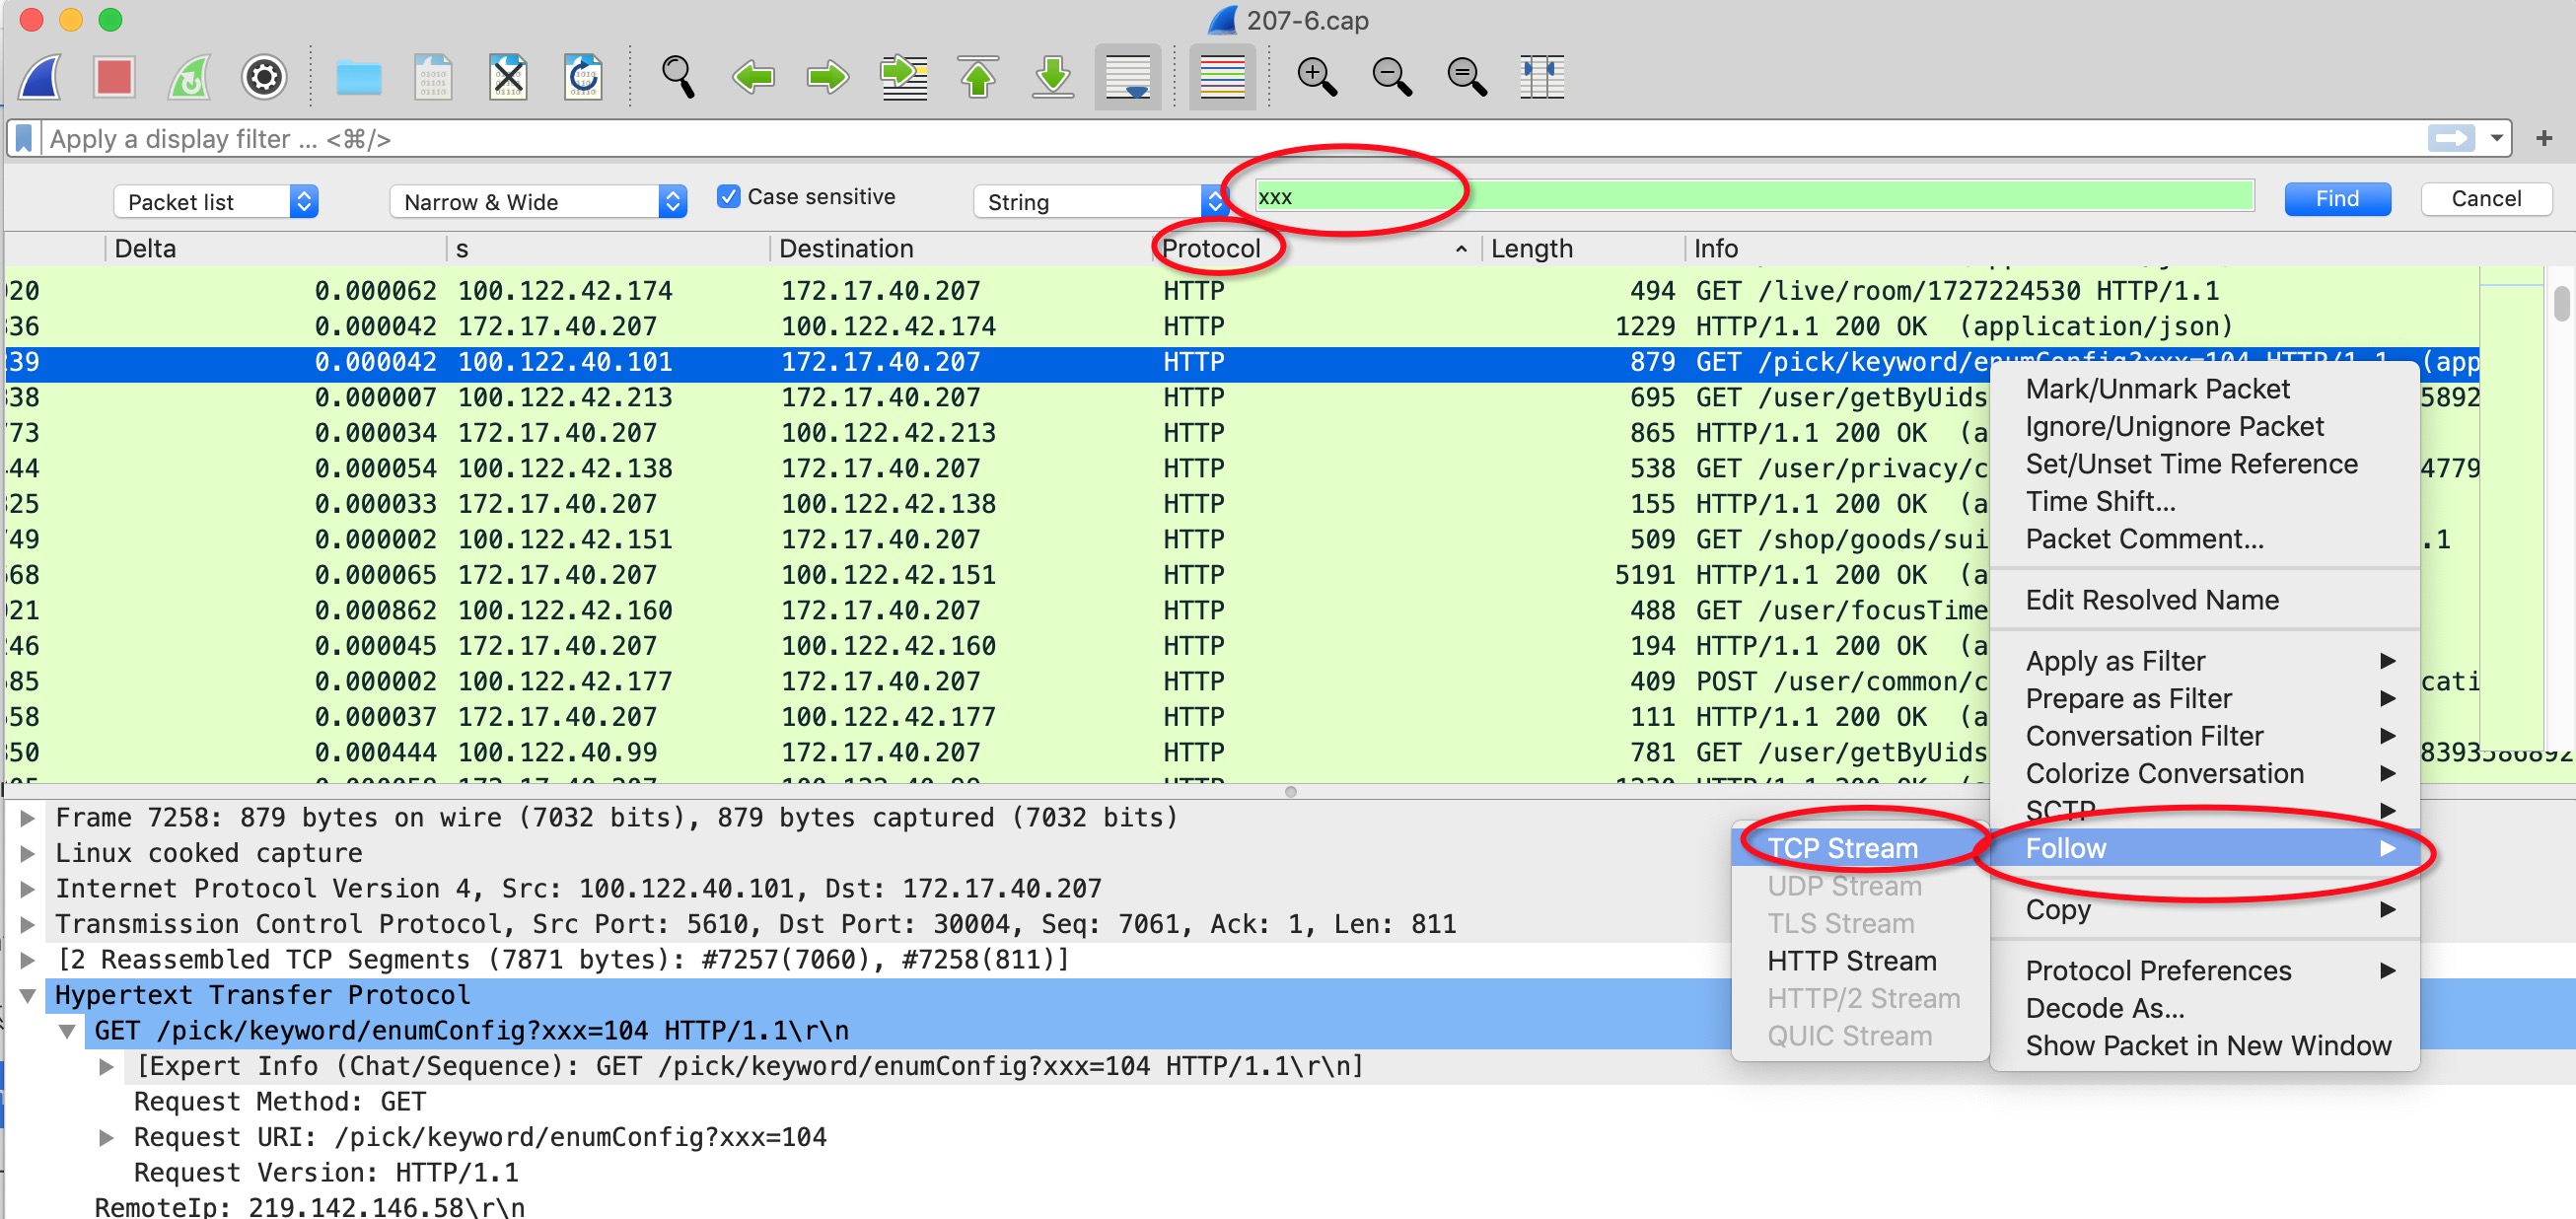 207-6.cap
Apply a display filter ... <⌘/>
Packet list Narrow & Wide Case sensitive String xxx Find Cancel
Delta s Destination Protocol Length Info
20 0.000062 100.122.42.174 172.17.40.207 HTTP 494 GET /live/room/1727224530 HTTP/1.1
36 0.000042 172.17.40.207 100.122.42.174 HTTP 1229 HTTP/1.1 200 OK (application/json)
39 0.000042 100.122.40.101 172.17.40.207 HTTP 879 GET /pick/keyword/enumConfig?xxx=104 HTTP/1.1 (app
38 0.000007 100.122.42.213 172.17.40.207 HTTP 695 GET /user/getByUids 5892
73 0.000034 172.17.40.207 100.122.42.213 HTTP 865 HTTP/1.1 200 OK (a
44 0.000054 100.122.42.138 172.17.40.207 HTTP 538 GET /user/privacy/c 4779
25 0.000033 172.17.40.207 100.122.42.138 HTTP 155 HTTP/1.1 200 OK (a
49 0.000002 100.122.42.151 172.17.40.207 HTTP 509 GET /shop/goods/sui .1
68 0.000065 172.17.40.207 100.122.42.151 HTTP 5191 HTTP/1.1 200 OK (a
21 0.000862 100.122.42.160 172.17.40.207 HTTP 488 GET /user/focusTime
46 0.000045 172.17.40.207 100.122.42.160 HTTP 194 HTTP/1.1 200 OK (a
85 0.000002 100.122.42.177 172.17.40.207 HTTP 409 POST /user/common/c cati
58 0.000037 172.17.40.207 100.122.42.177 HTTP 111 HTTP/1.1 200 OK (a
50 0.000444 100.122.40.99 172.17.40.207 HTTP 781 GET /user/getByUids
Mark/Unmark Packet
Ignore/Unignore Packet
Set/Unset Time Reference
Time Shift...
Packet Comment...
Edit Resolved Name
Apply as Filter
Prepare as Filter
Conversation Filter
Colorize Conversation
SCTP
Follow
Copy
Protocol Preferences
Decode As...
Show Packet in New Window
TCP Stream
UDP Stream
TLS Stream
HTTP Stream
HTTP/2 Stream
QUIC Stream
Frame 7258: 879 bytes on wire (7032 bits), 879 bytes captured (7032 bits)
Linux cooked capture
Internet Protocol Version 4, Src: 100.122.40.101, Dst: 172.17.40.207
Transmission Control Protocol, Src Port: 5610, Dst Port: 30004, Seq: 7061, Ack: 1, Len: 811
[2 Reassembled TCP Segments (7871 bytes): #7257(7060), #7258(811)]
Hypertext Transfer Protocol
GET /pick/keyword/enumConfig?xxx=104 HTTP/1.1\r\n
[Expert Info (Chat/Sequence): GET /pick/keyword/enumConfig?xxx=104 HTTP/1.1\r\n]
Request Method: GET
Request URI: /pick/keyword/enumConfig?xxx=104
Request Version: HTTP/1.1
RemoteIp: 219.142.146.58\r\n